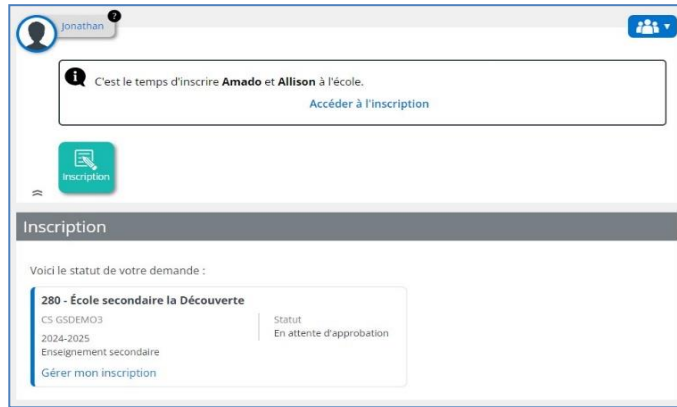 Jonathan
?
C'est le temps d'inscrire Amado et Allison à l'école.
Accéder à l'inscription
Inscription
Inscription
Voici le statut de votre demande :
280 - École secondaire la Découverte
CS GSDEMO3
Statut
2024-2025
En attente d'approbation
Enseignement secondaire
Gérer mon inscription